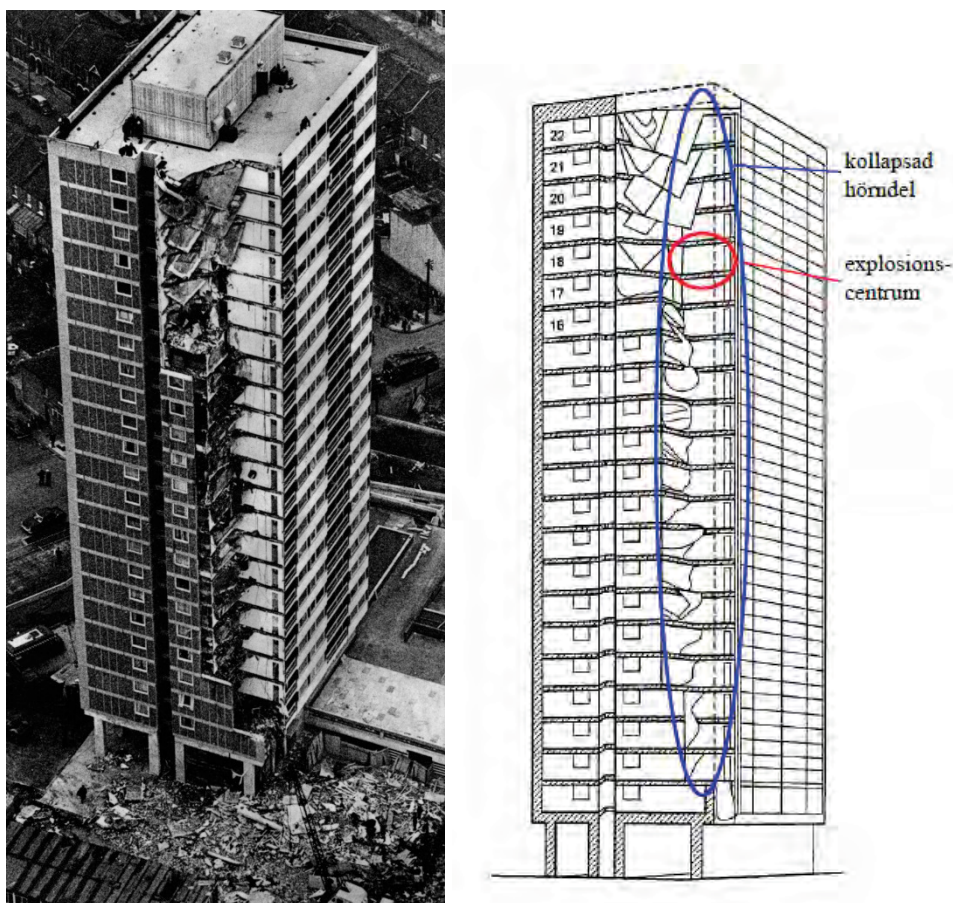 22
21
20
19
18
17
16
kollapsad
hörndel
explosions-
centrum